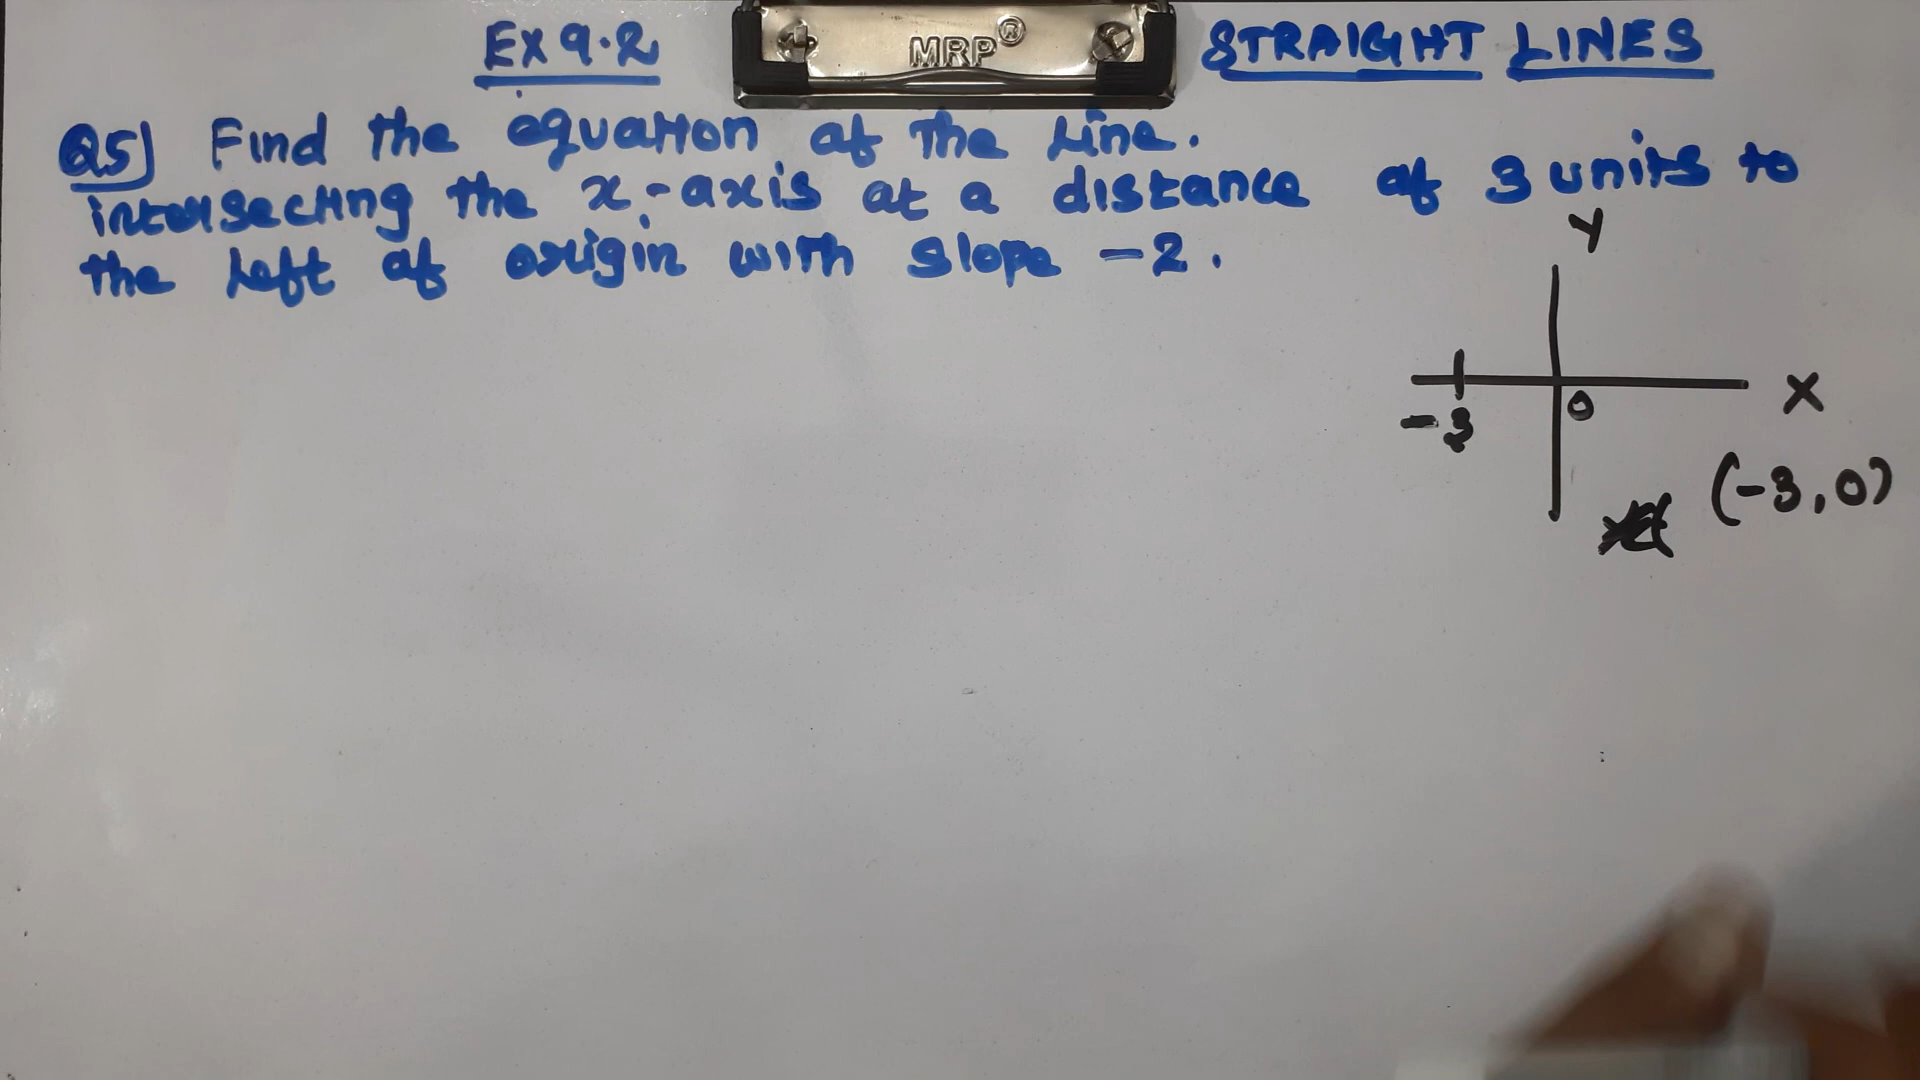 EX 9.2
MRP®
STRAIGHT LINES
Q5) Find the equation of the line.
intersecting the x-axis at a distance of 3 units to
the left of origin with slope -2.
Y
X
0
-3
(-3,0)